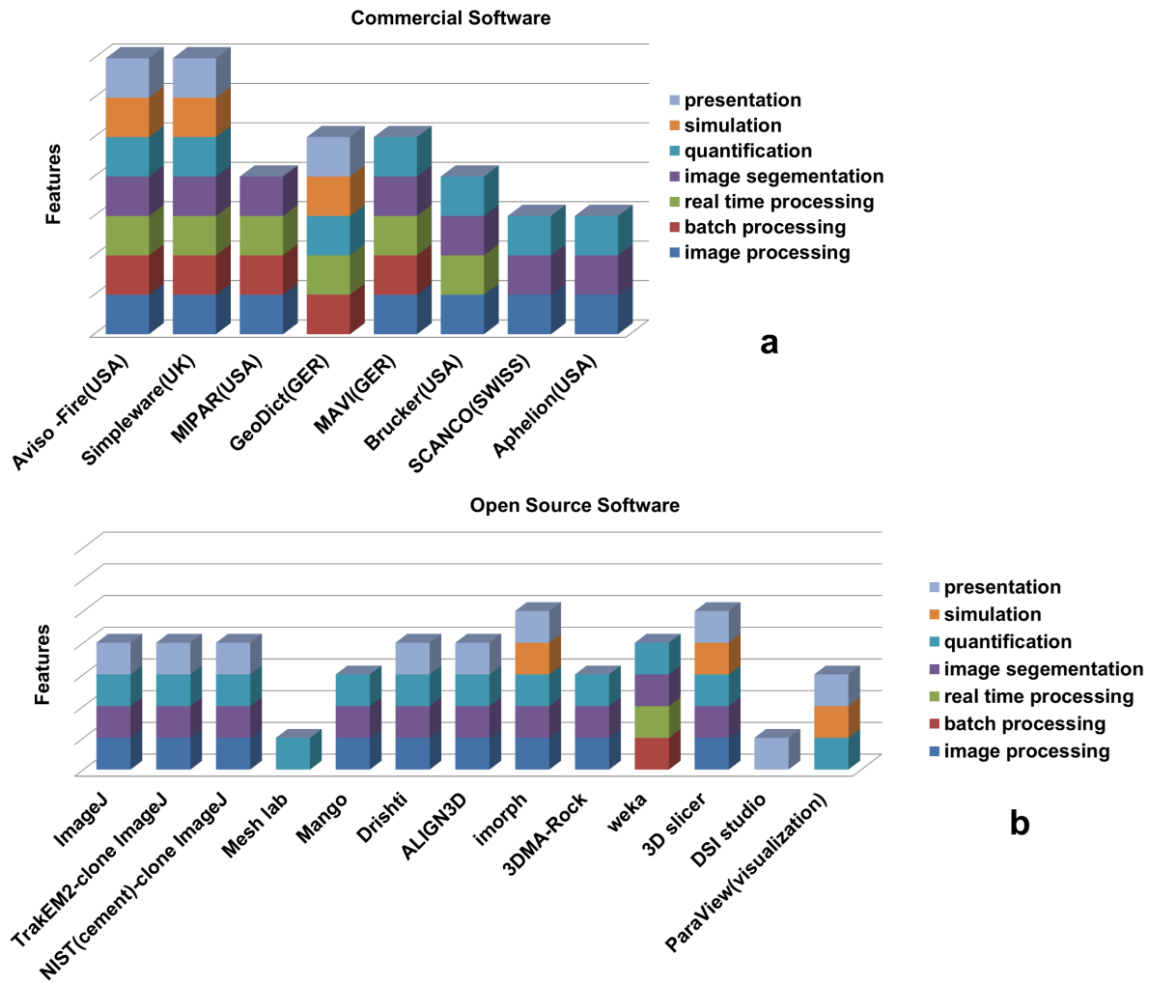 Commercial Software
Features
presentation
simulation
quantification
image segementation
real time processing
batch processing
image processing
a
Aviso -Fire(USA)
Simpleware(UK)
MIPAR(USA)
GeoDict(GER)
MAVI(GER)
Brucker(USA)
SCANCO(SWISS)
Aphelion(USA)
Open Source Software
Features
presentation
simulation
quantification
image segementation
real time processing
batch processing
image processing
b
ImageJ
TrakEM2-clone ImageJ
NIST(cement)-clone ImageJ
Mesh lab
Mango
Drishti
ALIGN3D
imorph
3DMA-Rock
weka
3D slicer
DSI studio
ParaView(visualization)